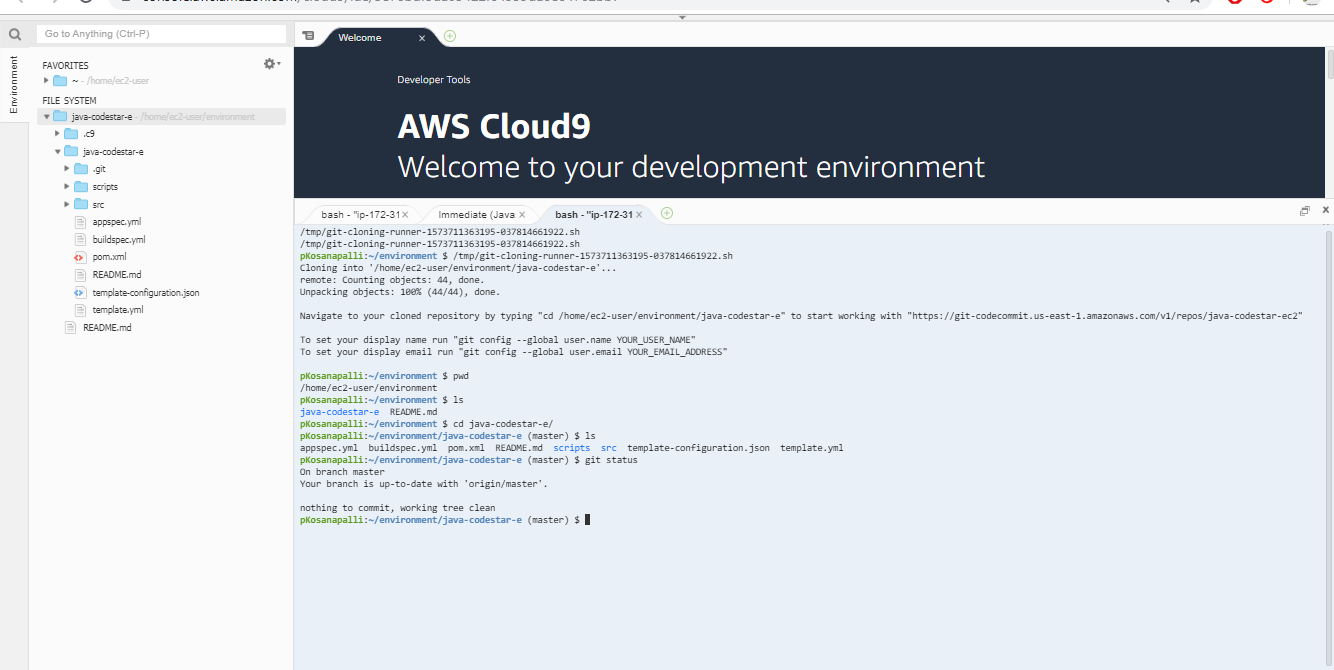 Go to Anything (Ctrl-P)
Environment
FAVORITES
~ - /home/ec2-user
FILE SYSTEM
java-codestar-e - /home/ec2-user/environment
.c9
java-codestar-e
.git
scripts
src
appspec.yml
buildspec.yml
pom.xml
README.md
template-configuration.json
template.yml
README.md
Welcome
Developer Tools
AWS Cloud9
Welcome to your development environment
bash - "ip-172-31
Immediate (Java
bash - "ip-172-31
/tmp/git-cloning-runner-1573711363195-037814661922.sh
/tmp/git-cloning-runner-1573711363195-037814661922.sh
pKosanapalli:~/environment $ /tmp/git-cloning-runner-1573711363195-037814661922.sh
Cloning into '/home/ec2-user/environment/java-codestar-e'...
remote: Counting objects: 44, done.
Unpacking objects: 100% (44/44), done.
Navigate to your cloned repository by typing "cd /home/ec2-user/environment/java-codestar-e" to start working with "https://git-codecommit.us-east-1.amazonaws.com/v1/repos/java-codestar-ec2"
To set your display name run "git config --global user.name YOUR_USER_NAME"
To set your display email run "git config --global user.email YOUR_EMAIL_ADDRESS"
pKosanapalli:~/environment $ pwd
/home/ec2-user/environment
pKosanapalli:~/environment $ ls
java-codestar-e README.md
pKosanapalli:~/environment $ cd java-codestar-e/
pKosanapalli:~/environment/java-codestar-e (master) $ ls
appspec.yml buildspec.yml pom.xml README.md scripts src template-configuration.json template.yml
pKosanapalli:~/environment/java-codestar-e (master) $ git status
On branch master
Your branch is up-to-date with 'origin/master'.
nothing to commit, working tree clean
pKosanapalli:~/environment/java-codestar-e (master) $